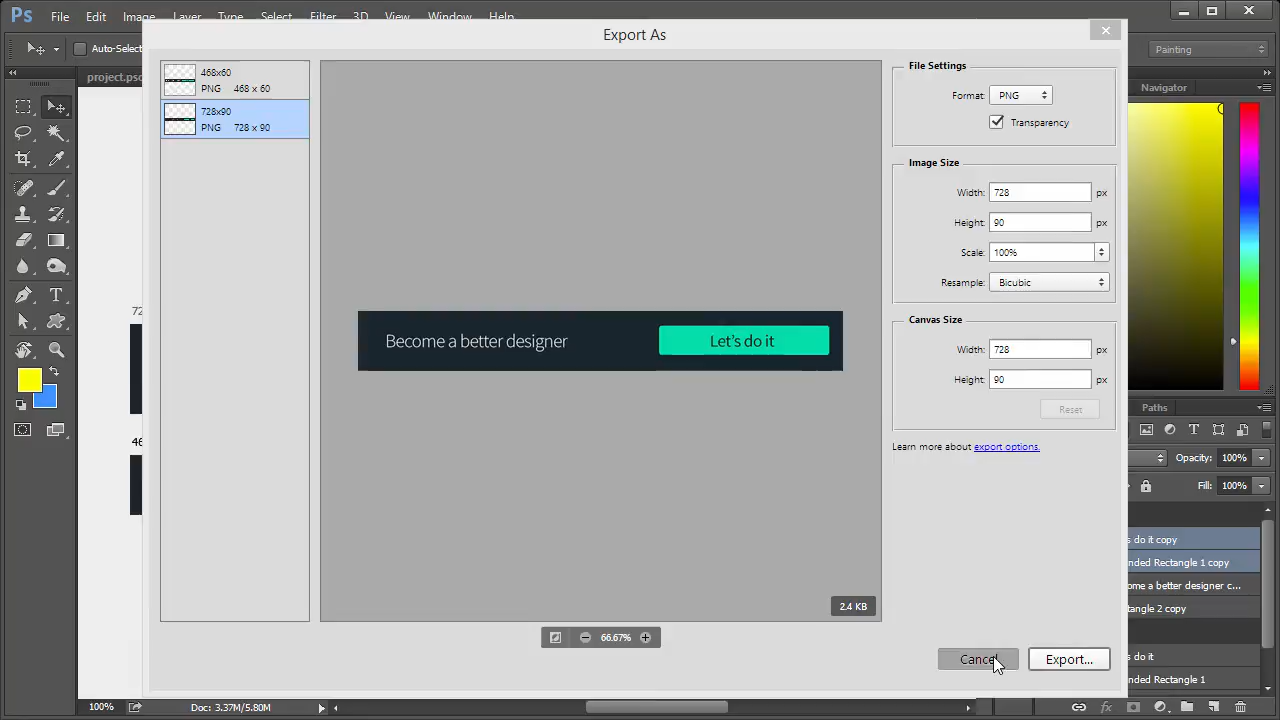 Ps File Edit Image Layer Type Select Filter 3D View Window Help
Export As
Auto-Select
Painting
project.psd
Navigator
468x60
PNG 468 x 60
728x90
PNG 728 x 90
File Settings
Format: PNG
Transparency
Image Size
Width: 728 px
Height: 90 px
Scale: 100%
Resample: Bicubic
Canvas Size
Width: 728 px
Height: 90 px
Reset
Learn more about export options.
72
46
Become a better designer
Let's do it
2.4 KB
66.67%
Cancel
Export...
Paths
Opacity: 100%
Fill: 100%
s do it copy
nded Rectangle 1 copy
ome a better designer c...
tangle 2 copy
s do it
nded Rectangle 1
100%
Doc: 3.37M/5.80M
fx